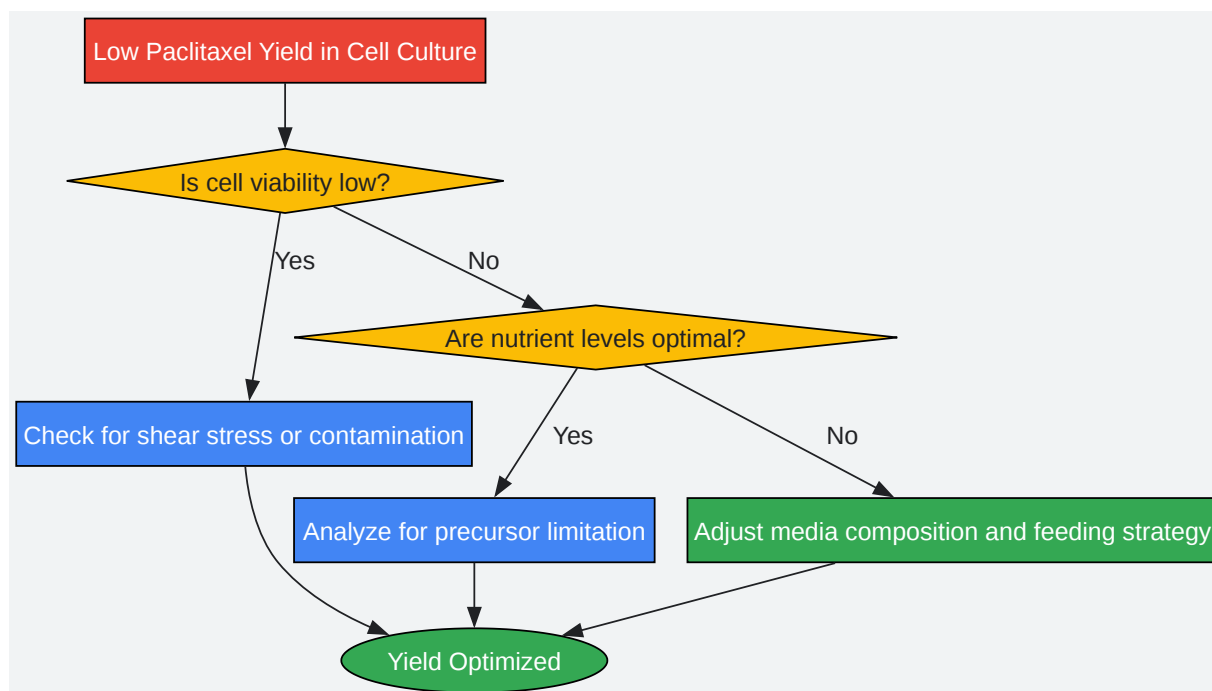 Low Paclitaxel Yield in Cell Culture
Is cell viability low?
Yes
No
Are nutrient levels optimal?
Check for shear stress or contamination
Yes
No
Analyze for precursor limitation
Adjust media composition and feeding strategy
Yield Optimized